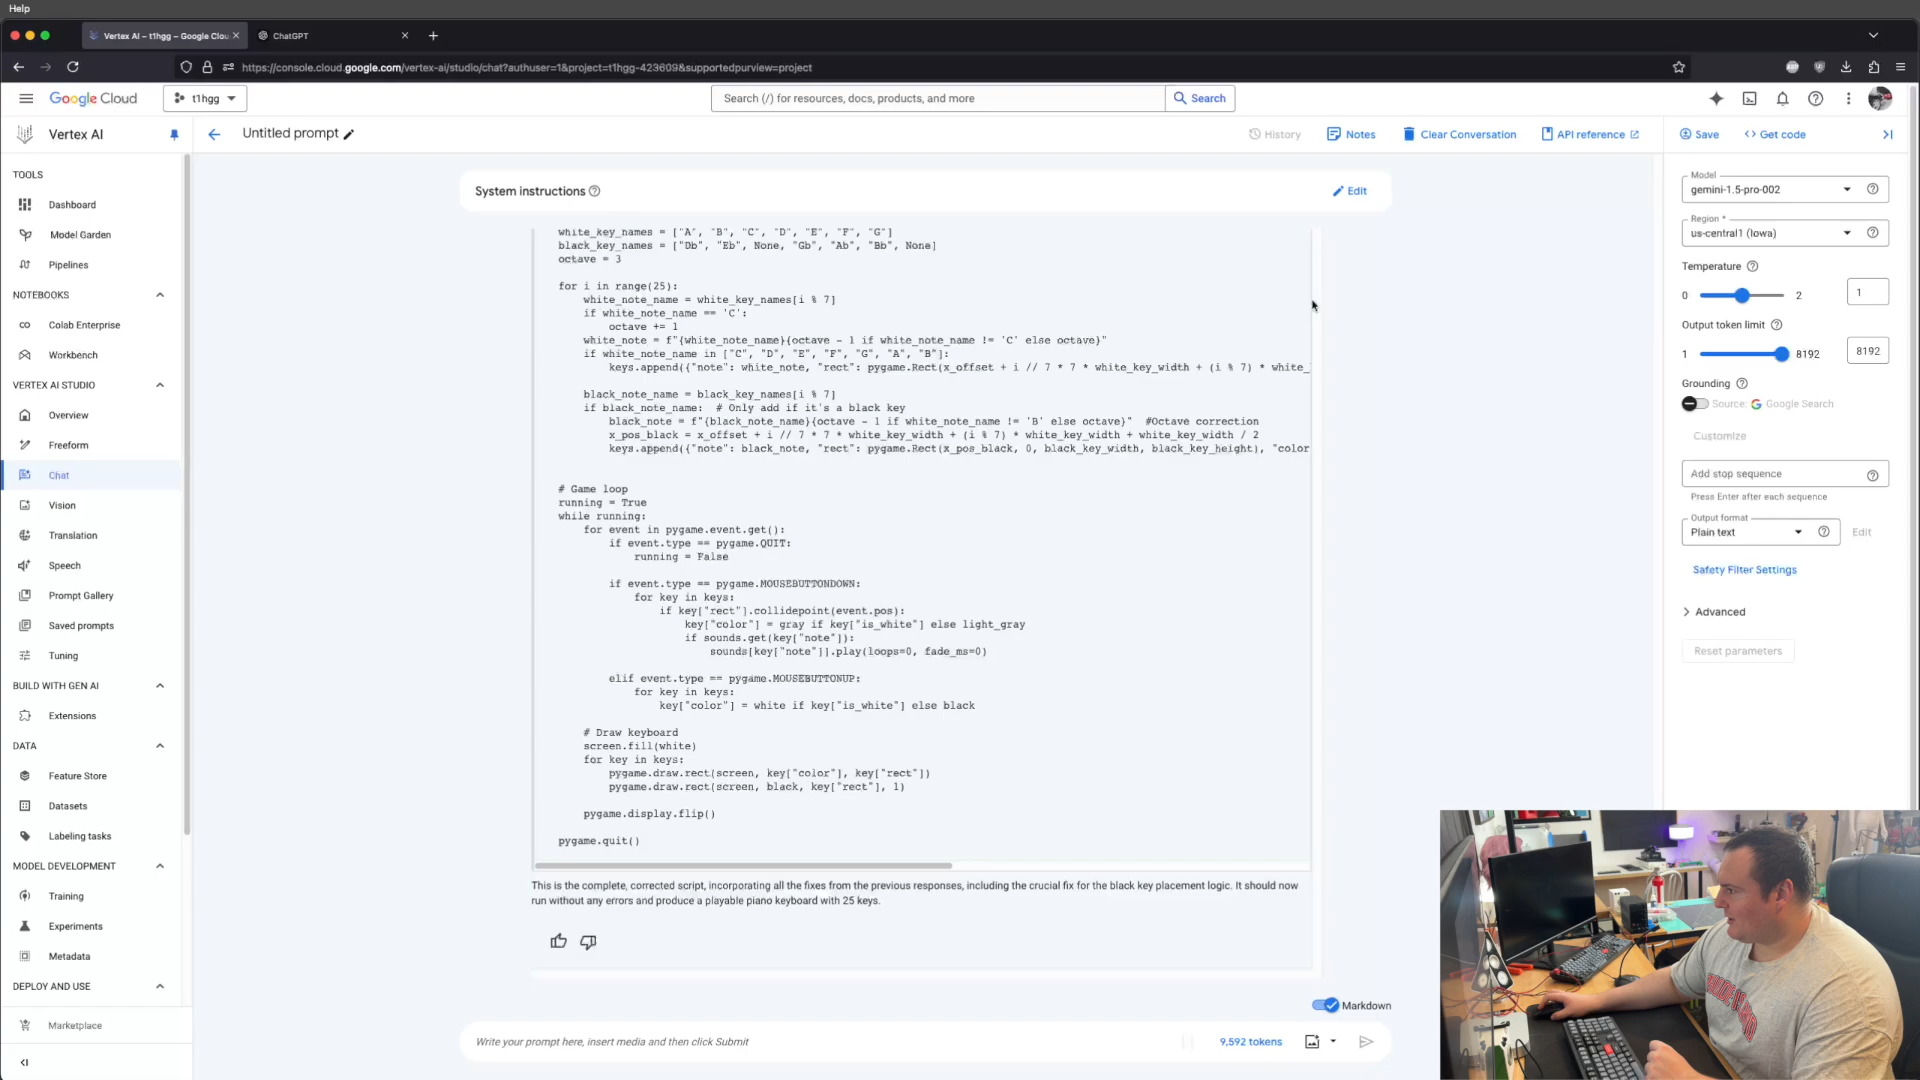 Help
Vertex AI – t1hgg – Google Clou
ChatGPT
https://console.cloud.google.com/vertex-ai/studio/chat?authuser=1&project=t1hgg-423609&supportedpurview=project
Google Cloud
t1hgg
Search (/) for resources, docs, products, and more
Search
Vertex AI
Untitled prompt
History
Notes
Clear Conversation
API reference
Save
Get code
TOOLS
Dashboard
Model Garden
Pipelines
NOTEBOOKS
Colab Enterprise
Workbench
VERTEX AI STUDIO
Overview
Freeform
Chat
Vision
Translation
Speech
Prompt Gallery
Saved prompts
Tuning
BUILD WITH GEN AI
Extensions
DATA
Feature Store
Datasets
Labeling tasks
MODEL DEVELOPMENT
Training
Experiments
Metadata
DEPLOY AND USE
Marketplace
System instructions
Edit
white_key_names = ["A", "B", "C", "D", "E", "F", "G"]
black_key_names = ["Db", "Eb", None, "Gb", "Ab", "Bb", None]
octave = 3
for i in range(25):
white_note_name = white_key_names[i % 7]
if white_note_name == 'C':
octave += 1
white_note = f"{white_note_name}{octave - 1 if white_note_name != 'C' else octave}"
if white_note_name in ["C", "D", "E", "F", "G", "A", "B"]:
keys.append({"note": white_note, "rect": pygame.Rect(x_offset + i // 7 * 7 * white_key_width + (i % 7) * white_
black_note_name = black_key_names[i % 7]
if black_note_name:  # Only add if it's a black key
black_note = f"{black_note_name}{octave - 1 if white_note_name != 'B' else octave}"  #Octave correction
x_pos_black = x_offset + i // 7 * 7 * white_key_width + (i % 7) * white_key_width + white_key_width / 2
keys.append({"note": black_note, "rect": pygame.Rect(x_pos_black, 0, black_key_width, black_key_height), "color
# Game loop
running = True
while running:
for event in pygame.event.get():
if event.type == pygame.QUIT:
running = False
if event.type == pygame.MOUSEBUTTONDOWN:
for key in keys:
if key["rect"].collidepoint(event.pos):
key["color"] = gray if key["is_white"] else light_gray
if sounds.get(key["note"]):
sounds[key["note"]].play(loops=0, fade_ms=0)
elif event.type == pygame.MOUSEBUTTONUP:
for key in keys:
key["color"] = white if key["is_white"] else black
# Draw keyboard
screen.fill(white)
for key in keys:
pygame.draw.rect(screen, key["color"], key["rect"])
pygame.draw.rect(screen, black, key["rect"], 1)
pygame.display.flip()
pygame.quit()
This is the complete, corrected script, incorporating all the fixes from the previous responses, including the crucial fix for the black key placement logic. It should now
run without any errors and produce a playable piano keyboard with 25 keys.
Markdown
Write your prompt here, insert media and then click Submit
9,592 tokens
Model
gemini-1.5-pro-002
Region *
us-central1 (Iowa)
Temperature
0
2
1
Output token limit
1
8192
8192
Grounding
Source:
Google Search
Customize
Add stop sequence
Press Enter after each sequence
Output format
Plain text
Edit
Safety Filter Settings
Advanced
Reset parameters